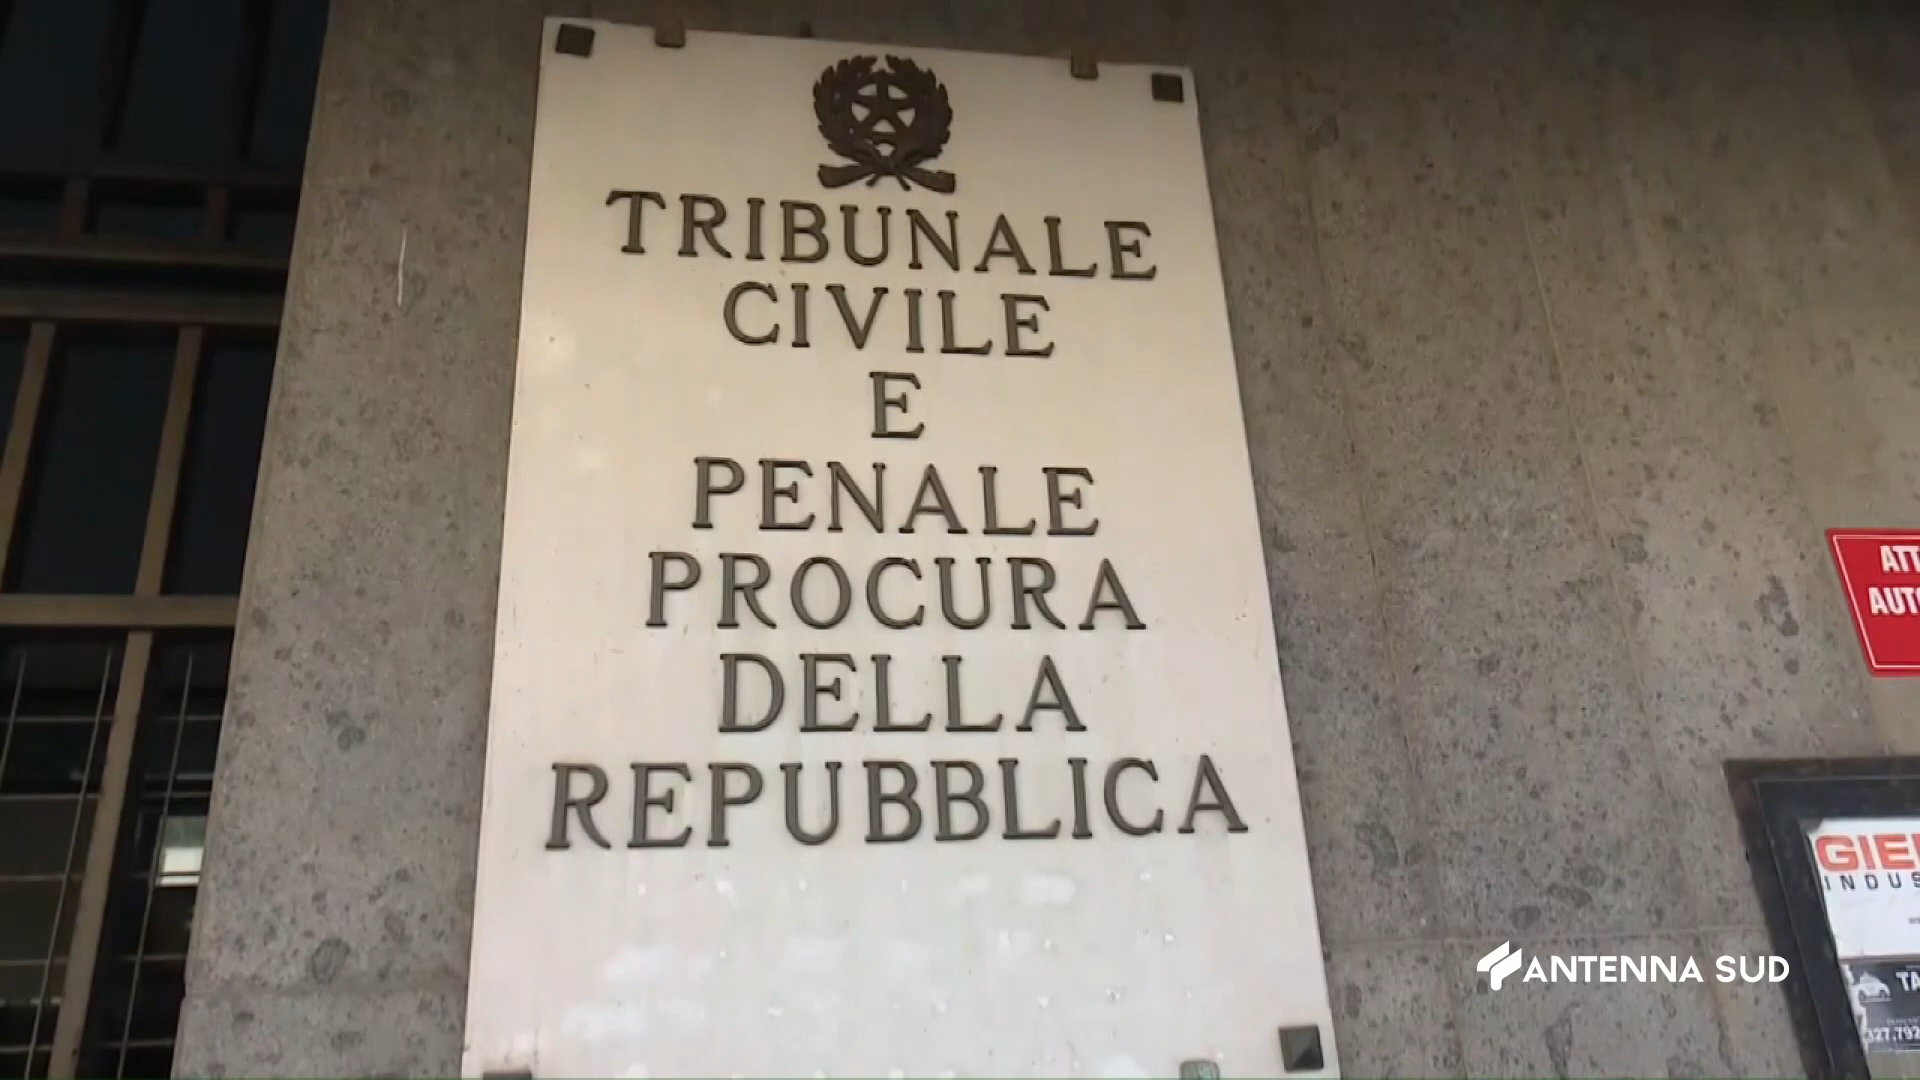 TRIBUNALE
CIVILE
E
PENALE
PROCURA
DELLA
REPUBBLICA
ANTENNA SUD